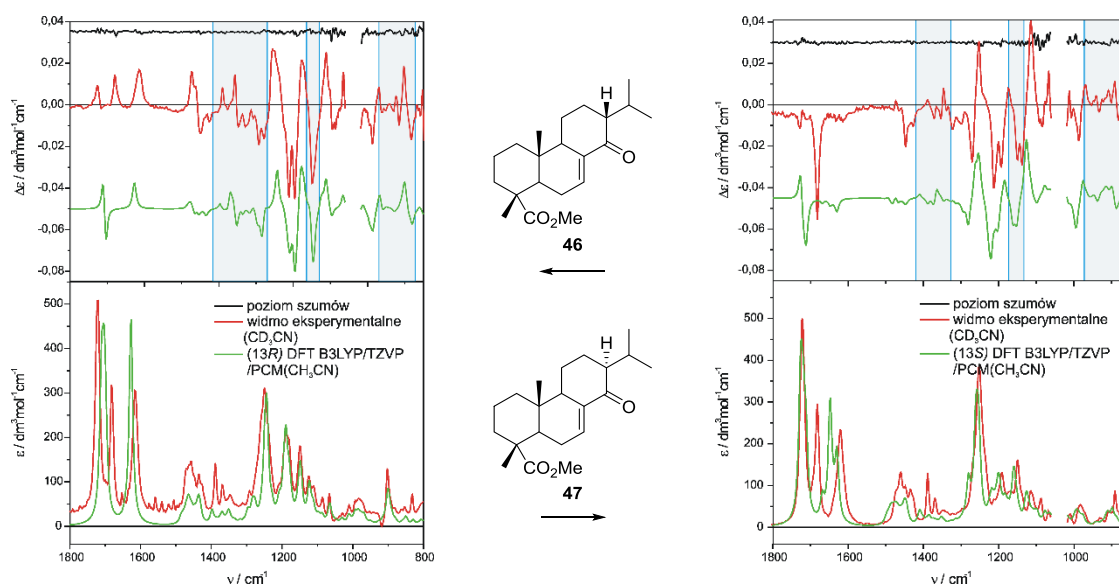 0,04
0,02
0,00
-0,02
-0,04
-0,06
-0,08
Δε / dm³mol⁻¹cm⁻¹
500
400
300
200
100
0
ε / dm³mol⁻¹cm⁻¹
poziom szumów
widmo eksperymentalne
(CD₃CN)
(13R) DFT B3LYP/TZVP
/PCM(CH₃CN)
1800 1600 1400 1200 1000 800
ν / cm⁻¹
H
O
CO₂Me
46
H
O
CO₂Me
47
0,04
0,02
0,00
-0,02
-0,04
-0,06
-0,08
Δε / dm³mol⁻¹cm⁻¹
500
400
300
200
100
0
ε / dm³mol⁻¹cm⁻¹
poziom szumów
widmo eksperymentalne
(CD₃CN)
(13S) DFT B3LYP/TZVP
/PCM(CH₃CN)
1800 1600 1400 1200 1000
ν / cm⁻¹